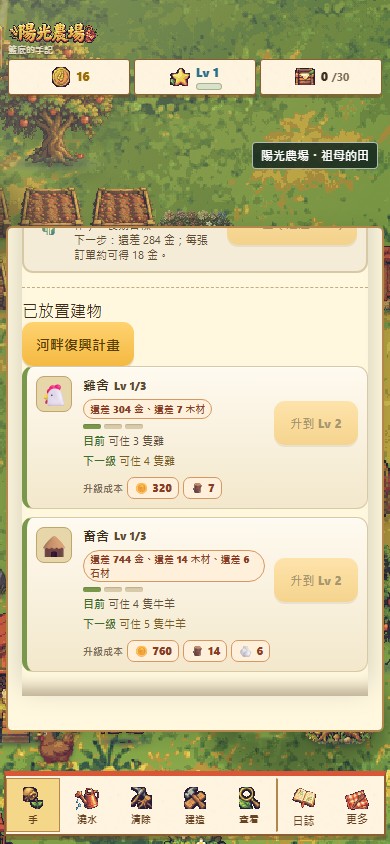 陽光農場
籃底的手記
16
Lv 1
0 /30
陽光農場・祖母的田
下一步：還差 284 金；每張
訂單約可得 18 金。
已放置建物
河畔復興計畫
雞舍 Lv 1/3
還差 304 金、還差 7 木材
目前 可住 3 隻雞
下一級 可住 4 隻雞
升級成本 320 7
升到 Lv 2
畜舍 Lv 1/3
還差 744 金、還差 14 木材、還差 6
石材
目前 可住 4 隻牛羊
下一級 可住 5 隻牛羊
升級成本 760 14 6
升到 Lv 2
手 澆水 清除 建造 查看 日誌 更多